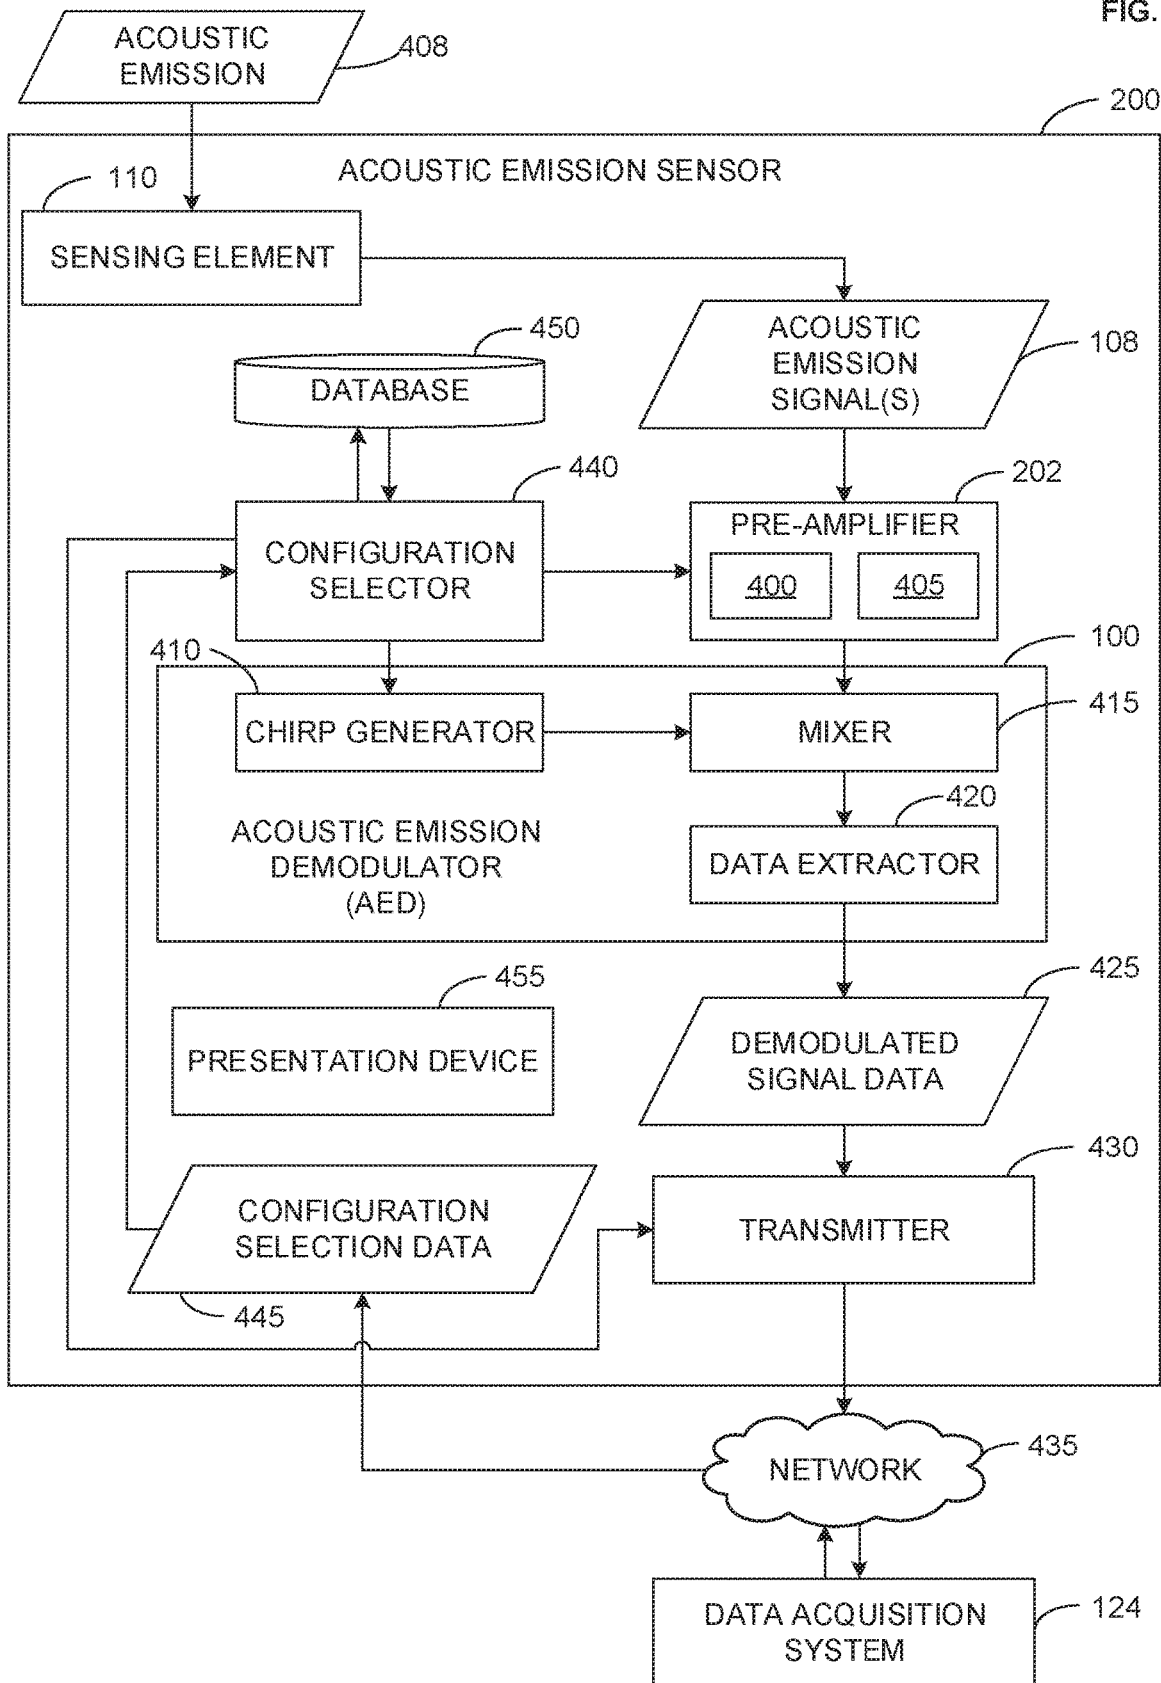 FIG.
ACOUSTIC
EMISSION
408
200
ACOUSTIC EMISSION SENSOR
110
SENSING ELEMENT
ACOUSTIC
EMISSION
SIGNAL(S)
108
450
DATABASE
440
CONFIGURATION
SELECTOR
202
PRE-AMPLIFIER
400
405
100
410
CHIRP GENERATOR
MIXER
415
420
DATA EXTRACTOR
ACOUSTIC EMISSION
DEMODULATOR
(AED)
455
PRESENTATION DEVICE
425
DEMODULATED
SIGNAL DATA
430
TRANSMITTER
CONFIGURATION
SELECTION DATA
445
NETWORK
435
DATA ACQUISITION
SYSTEM
124